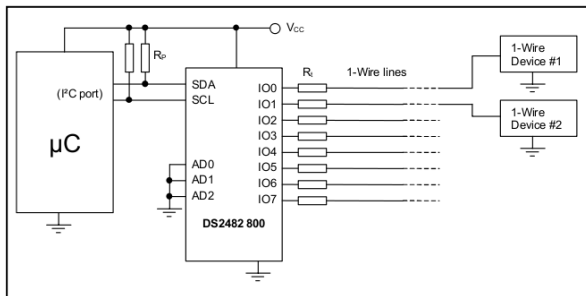 VCC
RP
(I²C port)
µC
SDA
SCL
AD0
AD1
AD2
DS2482 800
IO0
IO1
IO2
IO3
IO4
IO5
IO6
IO7
Rt
1-Wire lines
1-Wire
Device #1
1-Wire
Device #2